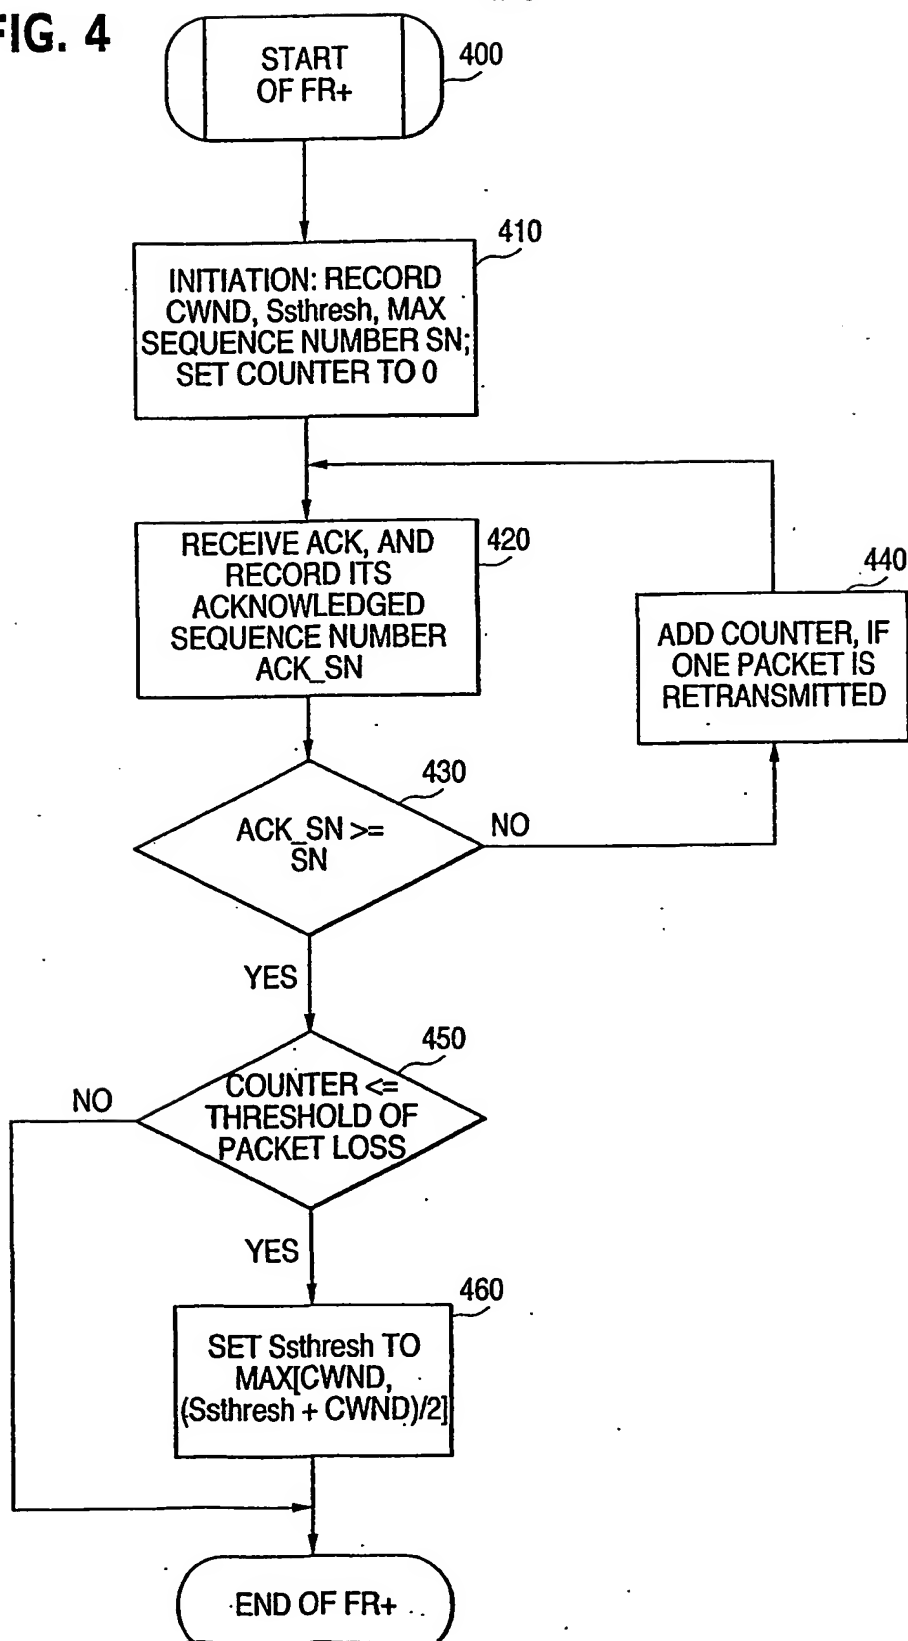 FIG. 4
START
OF FR+
400
410
INITIATION: RECORD
CWND, Ssthresh, MAX
SEQUENCE NUMBER SN;
SET COUNTER TO 0
RECEIVE ACK, AND
RECORD ITS
ACKNOWLEDGED
SEQUENCE NUMBER
ACK_SN
420
440
ADD COUNTER, IF
ONE PACKET IS
RETRANSMITTED
430
ACK_SN >=
SN
NO
YES
450
COUNTER <=
THRESHOLD OF
PACKET LOSS
NO
YES
460
SET Ssthresh TO
MAX[CWND,
(Ssthresh + CWND)/2]
END OF FR+